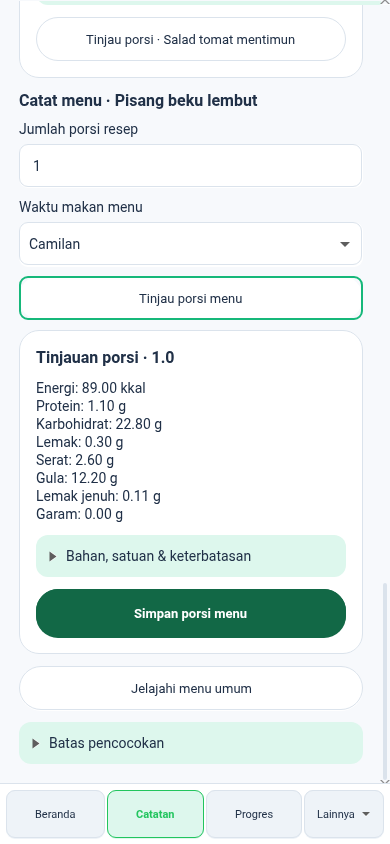 Tinjau porsi · Salad tomat mentimun
Catat menu · Pisang beku lembut
Jumlah porsi resep
1
Waktu makan menu
Camilan
Tinjau porsi menu
Tinjauan porsi · 1.0
Energi: 89.00 kkal
Protein: 1.10 g
Karbohidrat: 22.80 g
Lemak: 0.30 g
Serat: 2.60 g
Gula: 12.20 g
Lemak jenuh: 0.11 g
Garam: 0.00 g
Bahan, satuan & keterbatasan
Simpan porsi menu
Jelajahi menu umum
Batas pencocokan
Beranda Catatan Progres Lainnya